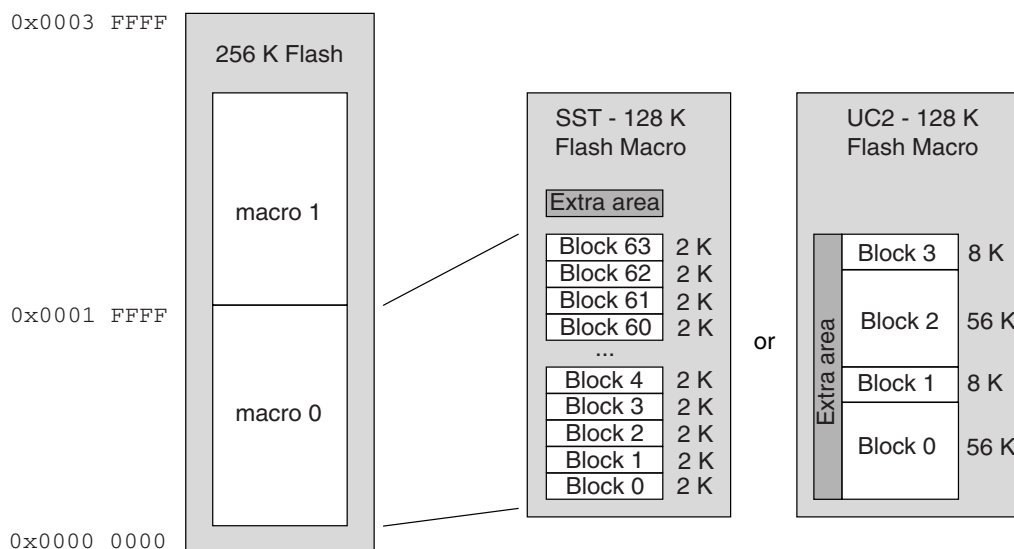 0x0003 FFFF
256 K Flash
macro 1
0x0001 FFFF
macro 0
0x0000 0000
SST - 128 K
Flash Macro
Extra area
Block 63 2 K
Block 62 2 K
Block 61 2 K
Block 60 2 K
...
Block 4 2 K
Block 3 2 K
Block 2 2 K
Block 1 2 K
Block 0 2 K
or
UC2 - 128 K
Flash Macro
Extra area
Block 3 8 K
Block 2 56 K
Block 1 8 K
Block 0 56 K